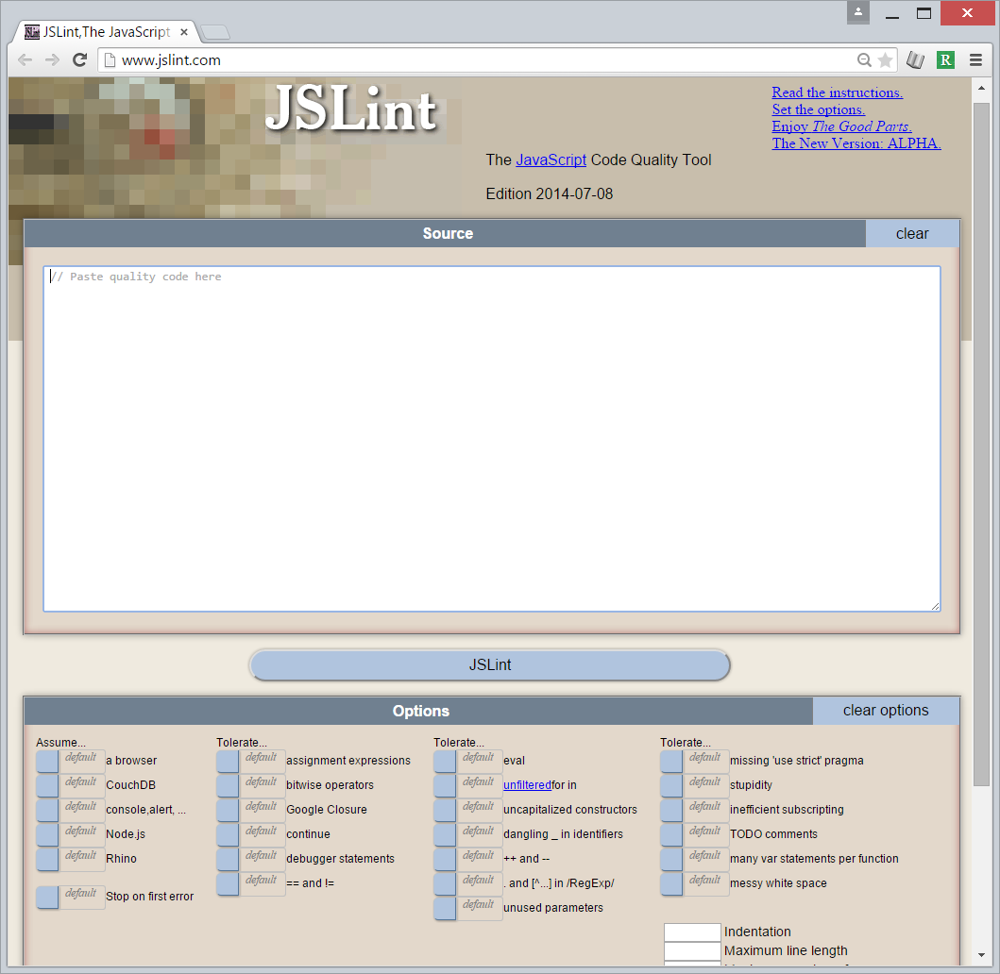 JSLint,The JavaScript
www.jslint.com
JSLint
Read the instructions.
Set the options.
Enjoy The Good Parts.
The New Version: ALPHA.
The JavaScript Code Quality Tool
Edition 2014-07-08
Source
clear
// Paste quality code here
JSLint
Options
clear options
Assume...
default a browser
default CouchDB
default console,alert, ...
default Node.js
default Rhino
default Stop on first error
Tolerate...
default assignment expressions
default bitwise operators
default Google Closure
default continue
default debugger statements
default == and !=
Tolerate...
default eval
default unfilteredfor in
default uncapitalized constructors
default dangling _ in identifiers
default ++ and --
default . and [^...] in /RegExp/
default unused parameters
Tolerate...
default missing 'use strict' pragma
default stupidity
default inefficient subscripting
default TODO comments
default many var statements per function
default messy white space
Indentation
Maximum line length